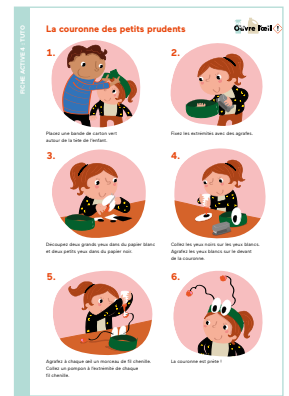 FICHE ACTIVE 4 : TUTO
La couronne des petits prudents
Ouvre l'œil !
1.
2.
Placez une bande de carton vert
autour de la tete de l'enfant.
Fixez les extrémités avec des agrafes.
3.
4.
Découpez deux grands yeux dans du papier blanc
et deux petits yeux dans du papier noir.
Collez les yeux noirs sur les yeux blancs.
Agrafez les yeux blancs sur le devant
de la couronne.
5.
6.
Agrafez à chaque œil un morceau de fil chenille.
Collez un pompon à l'extrémité de chaque
fil chenille.
La couronne est prête !